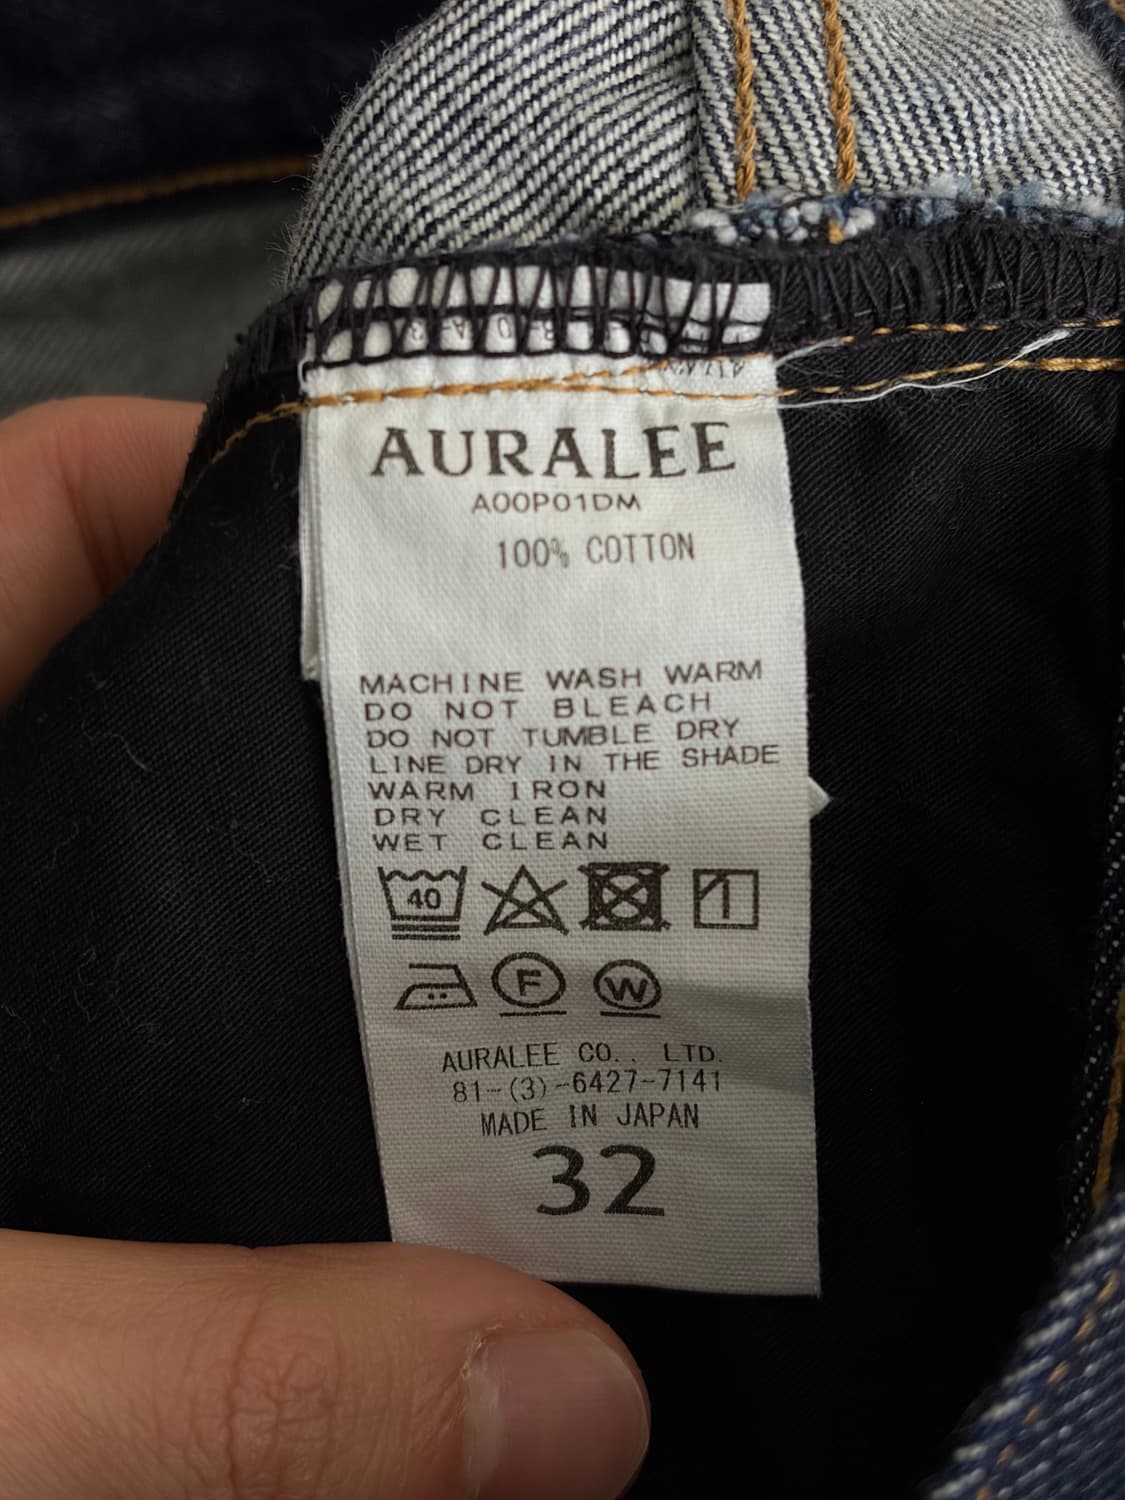 AURALEE
A00P01DM
100% COTTON
MACHINE WASH WARM
DO NOT BLEACH
DO NOT TUMBLE DRY
LINE DRY IN THE SHADE
WARM IRON
DRY CLEAN
WET CLEAN
40
F
W
AURALEE CO., LTD.
81-(3)-6427-7141
MADE IN JAPAN
32